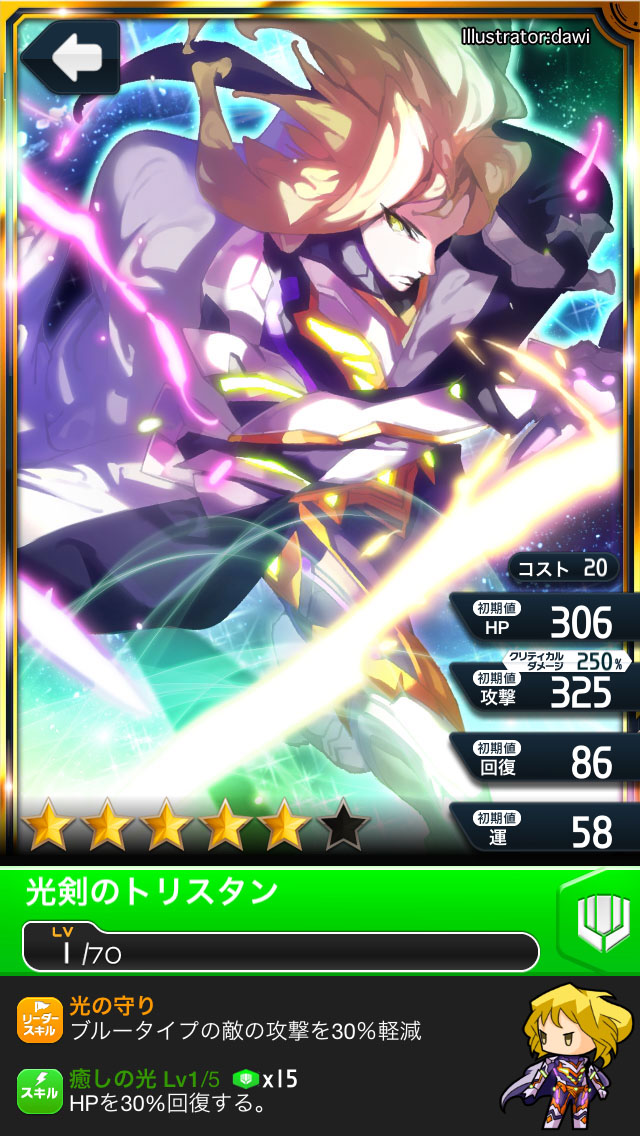 Illustrator:dawi
コスト 20
初期値
HP 306
クリティカル
ダメージ 250%
初期値
攻撃 325
初期値
回復 86
初期値
運 58
光剣のトリスタン
LV
1/70
リーダー
スキル
光の守り
ブルータイプの敵の攻撃を30%軽減
スキル
癒しの光 Lv1/5 x15
HPを30%回復する。